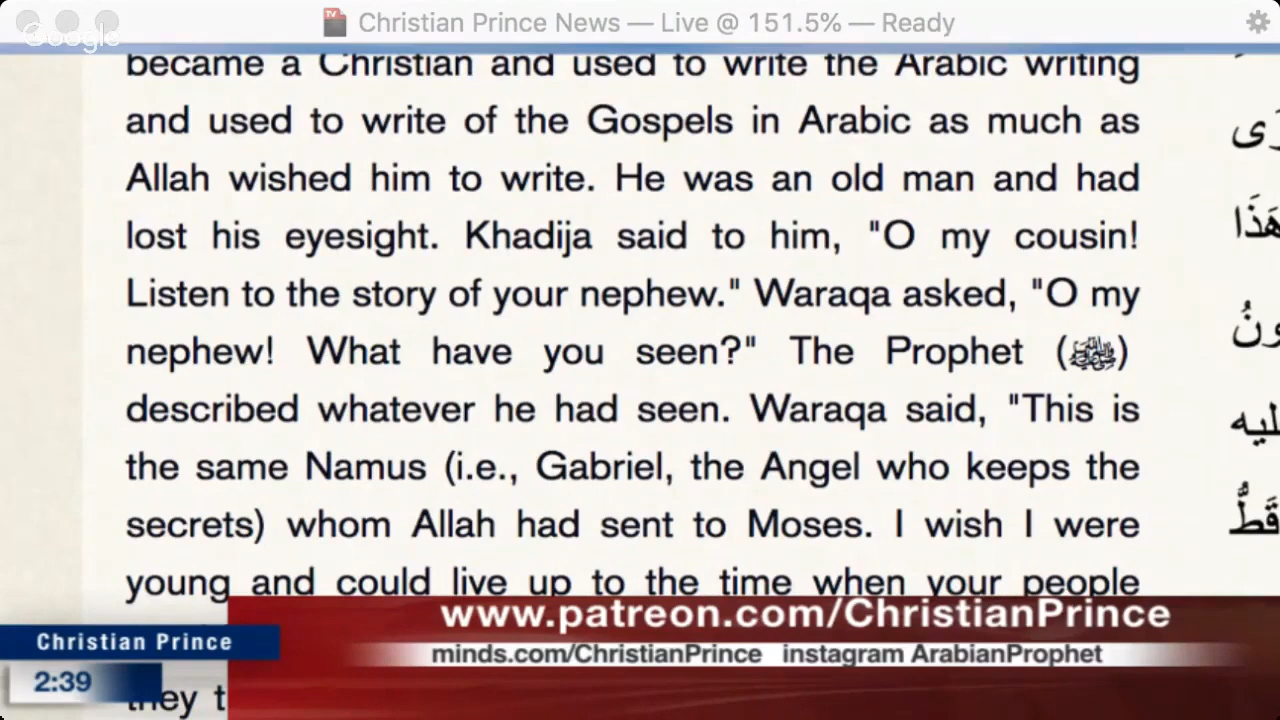 Christian Prince News — Live @ 151.5% — Ready
Google
became a Christian and used to write the Arabic writing
and used to write of the Gospels in Arabic as much as
Allah wished him to write. He was an old man and had
lost his eyesight. Khadija said to him, "O my cousin!
Listen to the story of your nephew." Waraqa asked, "O my
nephew! What have you seen?" The Prophet (ﷺ)
described whatever he had seen. Waraqa said, "This is
the same Namus (i.e., Gabriel, the Angel who keeps the
secrets) whom Allah had sent to Moses. I wish I were
young and could live up to the time when your people
they t
هَذَا
قَطُّ
www.patreon.com/ChristianPrince
minds.com/ChristianPrince instagram ArabianProphet
Christian Prince
2:39